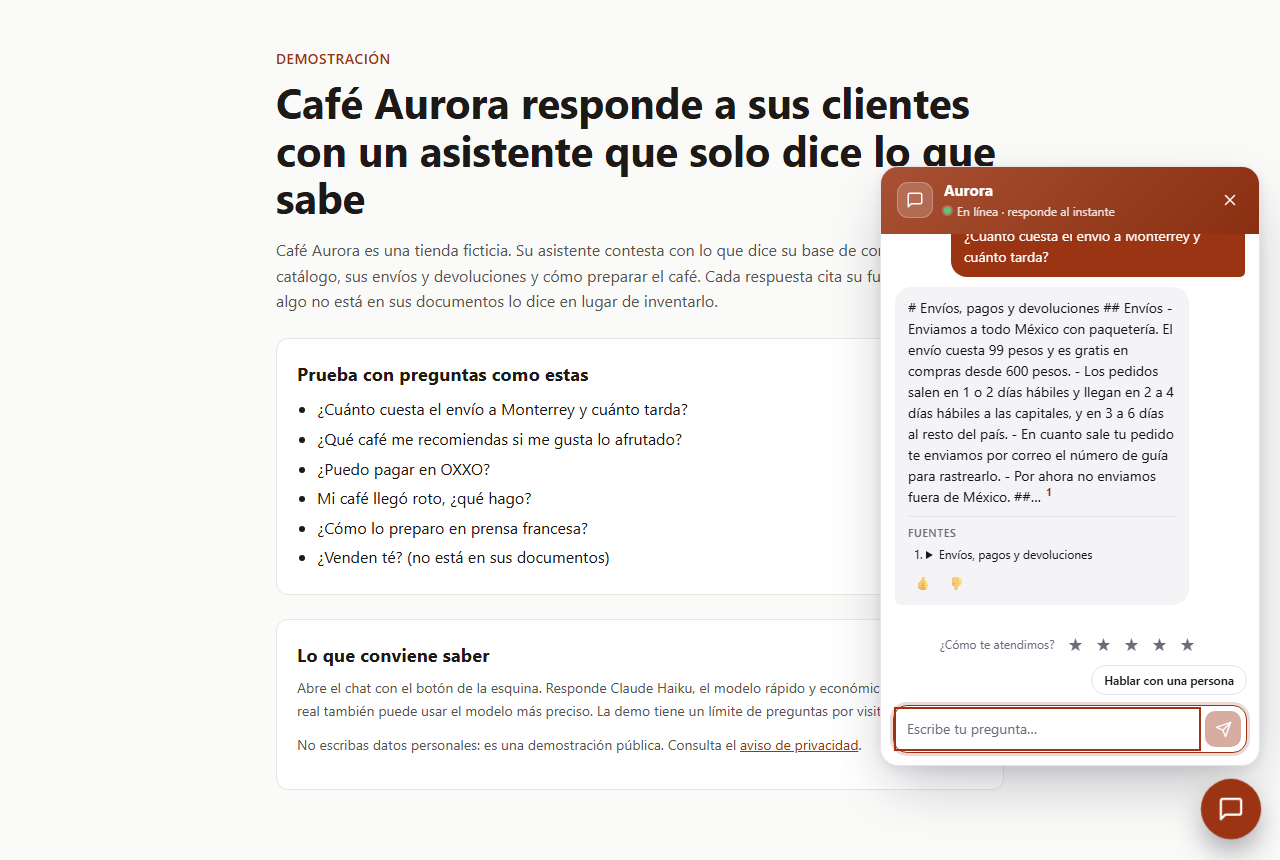 DEMOSTRACIÓN
Café Aurora responde a sus clientes
con un asistente que solo dice lo que
sabe
Café Aurora es una tienda ficticia. Su asistente contesta con lo que dice su base de
catálogo, sus envíos y devoluciones y cómo preparar el café. Cada respuesta cita su
algo no está en sus documentos lo dice en lugar de inventarlo.
Prueba con preguntas como estas
¿Cuánto cuesta el envío a Monterrey y cuánto tarda?
¿Qué café me recomiendas si me gusta lo afrutado?
¿Puedo pagar en OXXO?
Mi café llegó roto, ¿qué hago?
¿Cómo lo preparo en prensa francesa?
¿Venden té? (no está en sus documentos)
Lo que conviene saber
Abre el chat con el botón de la esquina. Responde Claude Haiku, el modelo rápido y
real también puede usar el modelo más preciso. La demo tiene un límite de preguntas por
No escribas datos personales: es una demostración pública. Consulta el aviso de privacidad.
Aurora
En línea · responde al instante
¿Cuánto cuesta el envío a Monterrey y
cuánto tarda?
# Envíos, pagos y devoluciones ## Envíos -
Enviamos a todo México con paquetería. El
envío cuesta 99 pesos y es gratis en
compras desde 600 pesos. - Los pedidos
salen en 1 o 2 días hábiles y llegan en 2 a 4
días hábiles a las capitales, y en 3 a 6 días
al resto del país. - En cuanto sale tu pedido
te enviamos por correo el número de guía
para rastrearlo. - Por ahora no enviamos
fuera de México. ##... 1
FUENTES
1. Envíos, pagos y devoluciones
¿Cómo te atendimos?
Hablar con una persona
Escribe tu pregunta...